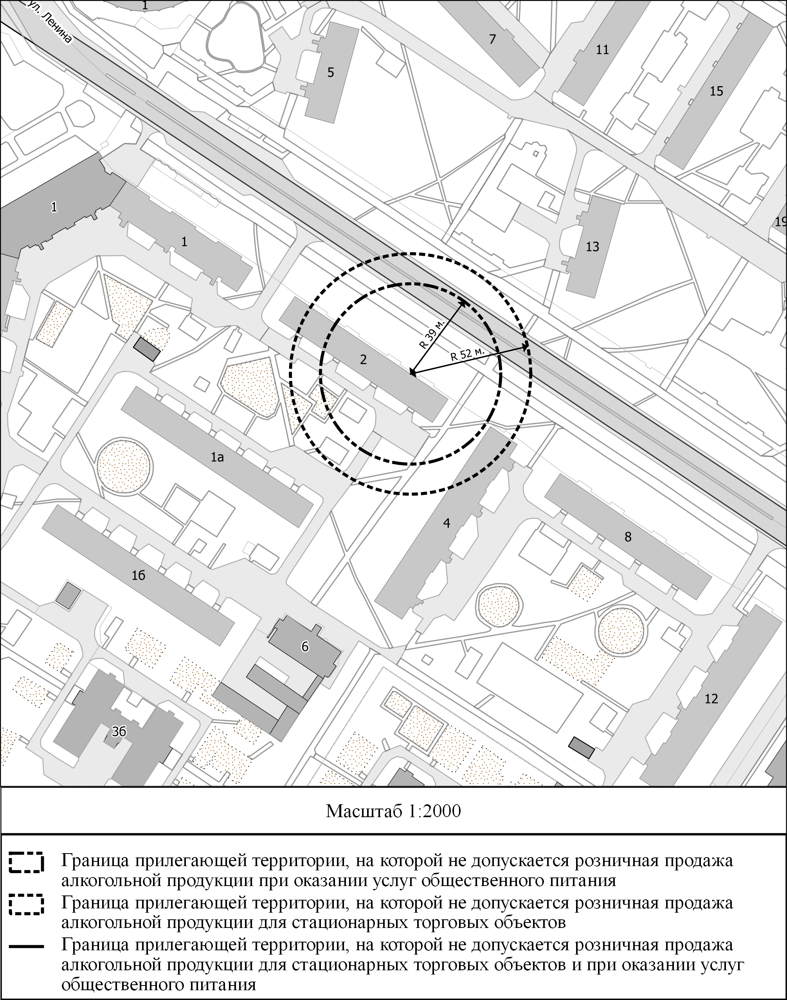 1
ул. Ленина
7
11
5
15
1
19
1
13
R 39 м.
R 52 м.
2
1а
4
8
1б
6
12
3б
Масштаб 1:2000
Граница прилегающей территории, на которой не допускается розничная продажа
алкогольной продукции при оказании услуг общественного питания
Граница прилегающей территории, на которой не допускается розничная продажа
алкогольной продукции для стационарных торговых объектов
Граница прилегающей территории, на которой не допускается розничная продажа
алкогольной продукции для стационарных торговых объектов и при оказании услуг
общественного питания